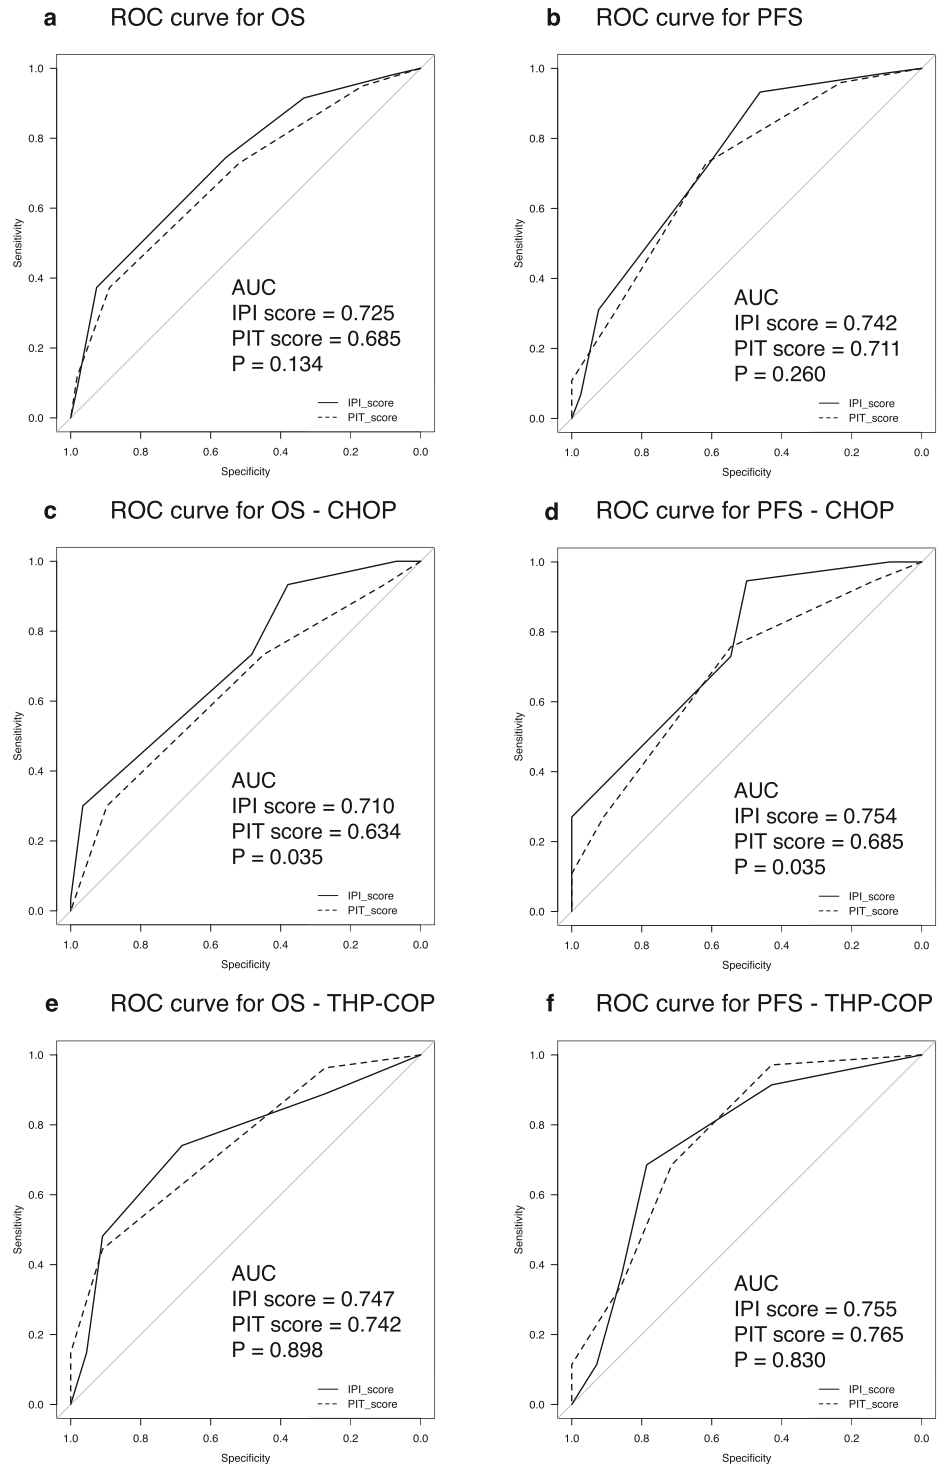 a ROC curve for OS
1.0
0.8
0.6
0.4
0.2
0.0
Sensitivity
AUC
IPI score = 0.725
PIT score = 0.685
P = 0.134
IPI_score
PIT_score
1.0 0.8 0.6 0.4 0.2 0.0
Specificity
b ROC curve for PFS
1.0
0.8
0.6
0.4
0.2
0.0
Sensitivity
AUC
IPI score = 0.742
PIT score = 0.711
P = 0.260
IPI_score
PIT_score
1.0 0.8 0.6 0.4 0.2 0.0
Specificity
c ROC curve for OS - CHOP
1.0
0.8
0.6
0.4
0.2
0.0
Sensitivity
AUC
IPI score = 0.710
PIT score = 0.634
P = 0.035
IPI_score
PIT_score
1.0 0.8 0.6 0.4 0.2 0.0
Specificity
d ROC curve for PFS - CHOP
1.0
0.8
0.6
0.4
0.2
0.0
Sensitivity
AUC
IPI score = 0.754
PIT score = 0.685
P = 0.035
IPI_score
PIT_score
1.0 0.8 0.6 0.4 0.2 0.0
Specificity
e ROC curve for OS - THP-COP
1.0
0.8
0.6
0.4
0.2
0.0
Sensitivity
AUC
IPI score = 0.747
PIT score = 0.742
P = 0.898
IPI_score
PIT_score
1.0 0.8 0.6 0.4 0.2 0.0
Specificity
f ROC curve for PFS - THP-COP
1.0
0.8
0.6
0.4
0.2
0.0
Sensitivity
AUC
IPI score = 0.755
PIT score = 0.765
P = 0.830
IPI_score
PIT_score
1.0 0.8 0.6 0.4 0.2 0.0
Specificity